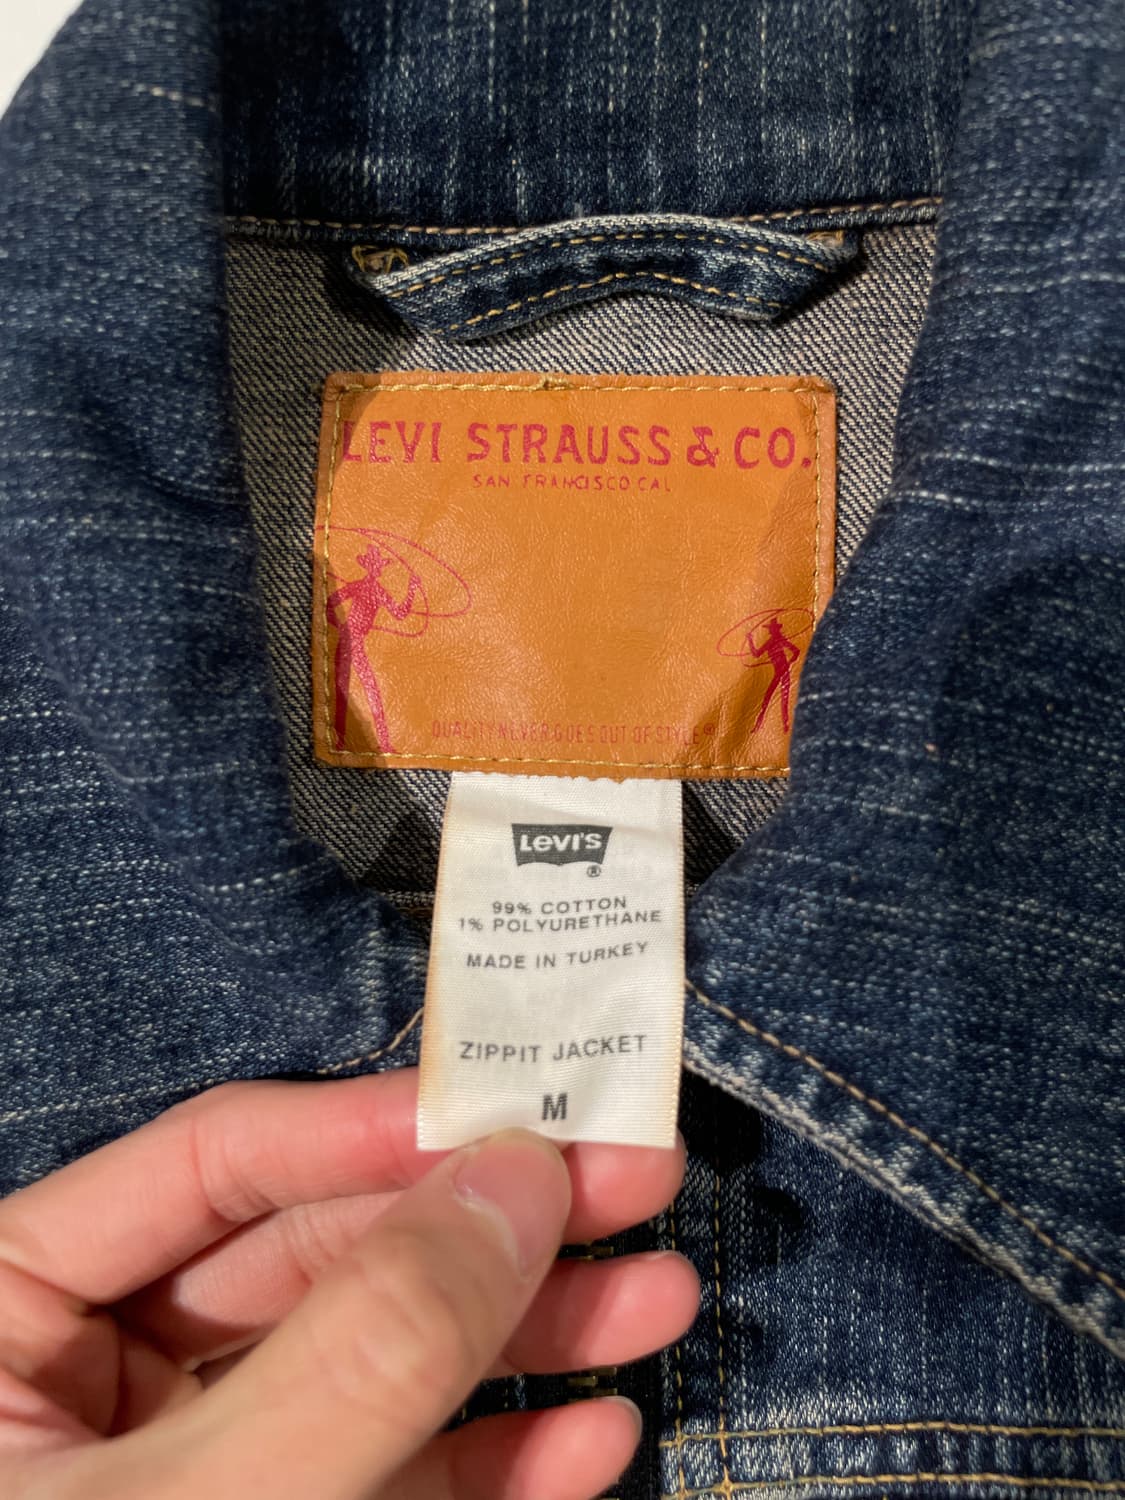 LEVI STRAUSS & CO.
SAN FRANCISCO CAL
QUALITY NEVER GOES OUT OF STYLE®
Levi's
®
99% COTTON
1% POLYURETHANE
MADE IN TURKEY
ZIPPIT JACKET
M